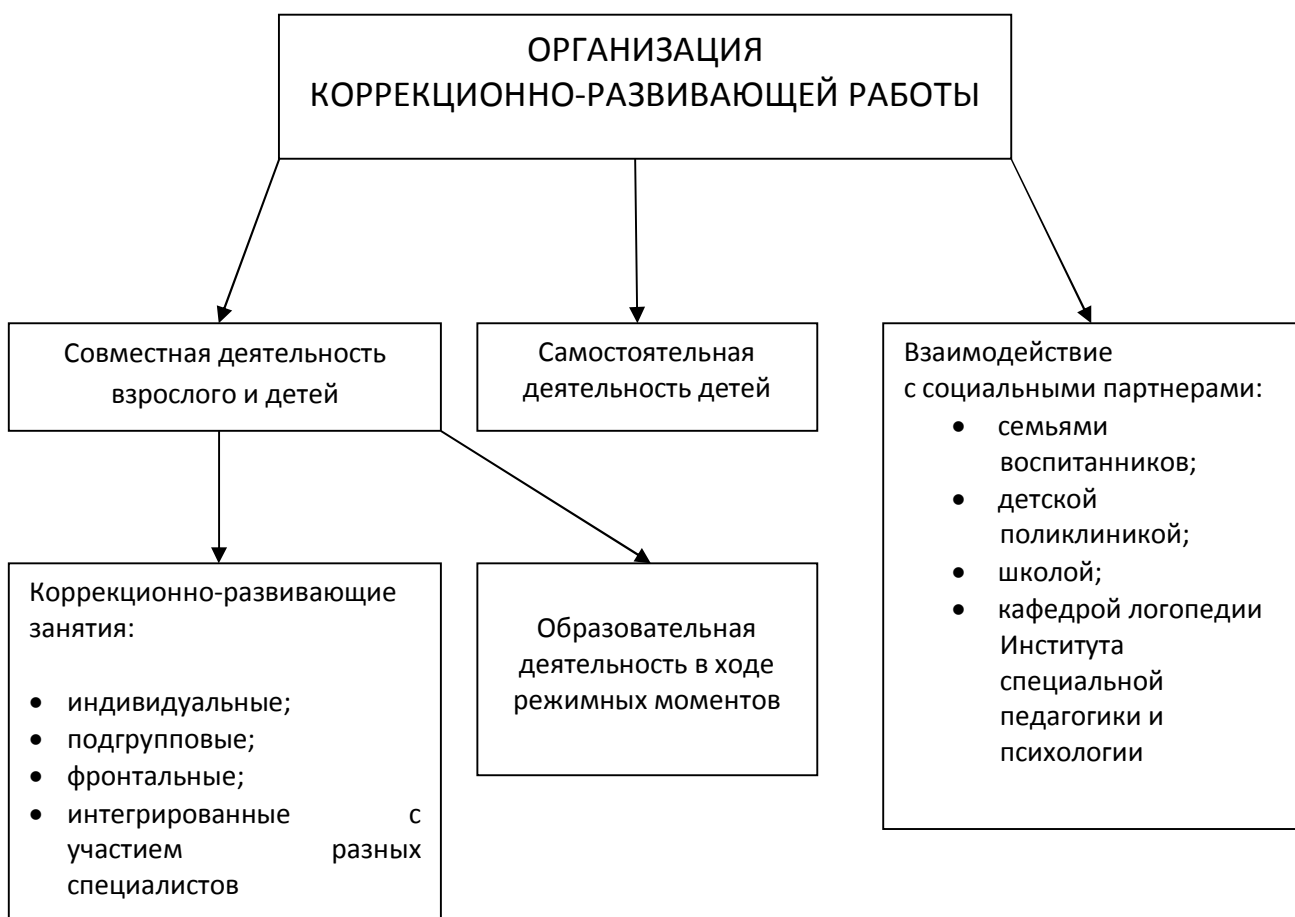 ОРГАНИЗАЦИЯ
КОРРЕКЦИОННО-РАЗВИВАЮЩЕЙ РАБОТЫ
Совместная деятельность
взрослого и детей
Самостоятельная
деятельность детей
Взаимодействие
с социальными партнерами:
• семьями
воспитанников;
• детской
поликлиникой;
• школой;
• кафедрой логопедии
Института
специальной
педагогики и
психологии
Коррекционно-развивающие
занятия:
• индивидуальные;
• подгрупповые;
• фронтальные;
• интегрированные с
участием разных
специалистов
Образовательная
деятельность в ходе
режимных моментов